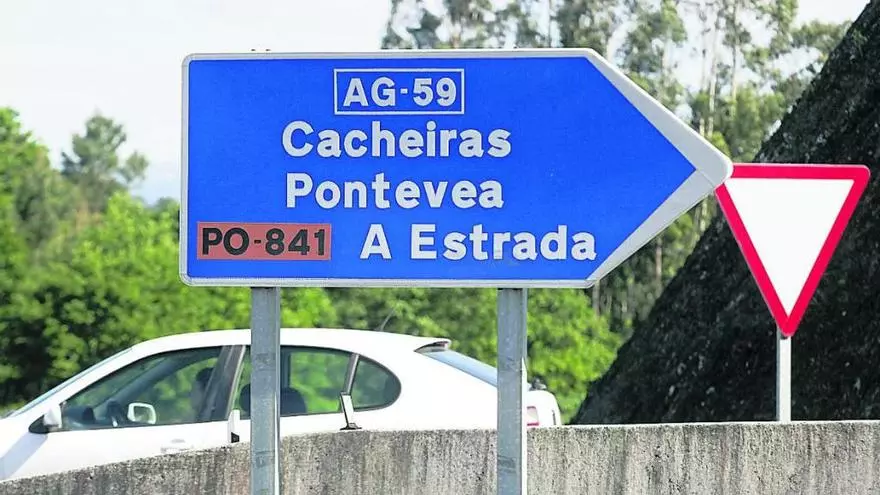 AG-59
Cacheiras
Pontevea
PO-841 A Estrada